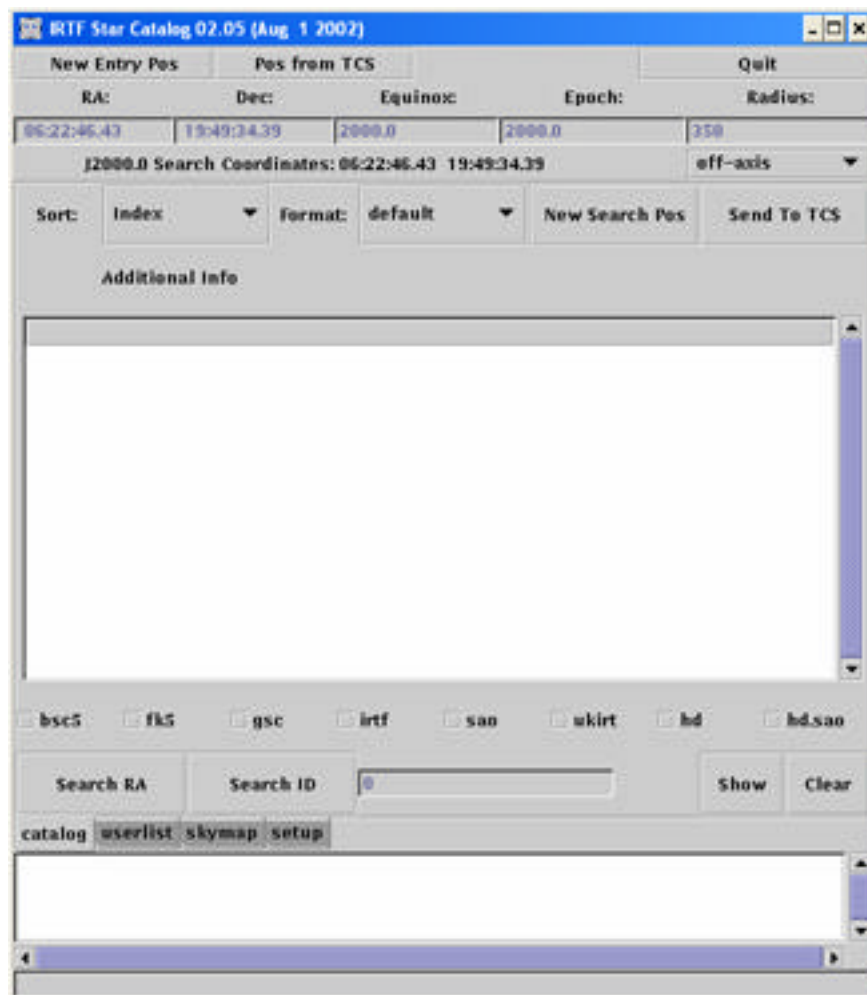 IRTF Star Catalog 02.05 (Aug 1 2002)
New Entry Pos Pos from TCS Quit
RA: Dec: Equinox: Epoch: Radius:
06:22:46.43 19:49:34.39 2000.0 2000.0 350
J2000.0 Search Coordinates: 06:22:46.43 19:49:34.39 off-axis
Sort: Index Format: default New Search Pos Send To TCS
Additional Info
bsc5 fk5 gsc irtf sao ukirt hd hd.sao
Search RA Search ID 0 Show Clear
catalog userlist skymap setup